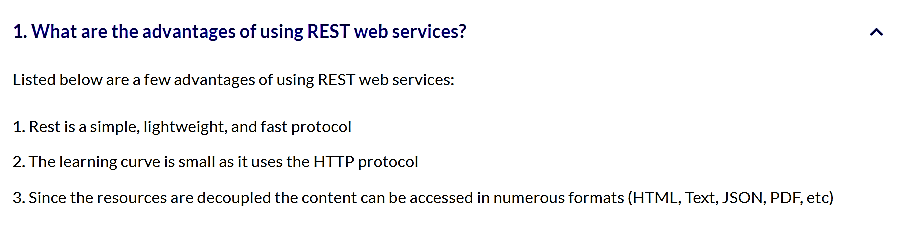 1. What are the advantages of using REST web services?
Listed below are a few advantages of using REST web services:
1. Rest is a simple, lightweight, and fast protocol
2. The learning curve is small as it uses the HTTP protocol
3. Since the resources are decoupled the content can be accessed in numerous formats (HTML, Text, JSON, PDF, etc)